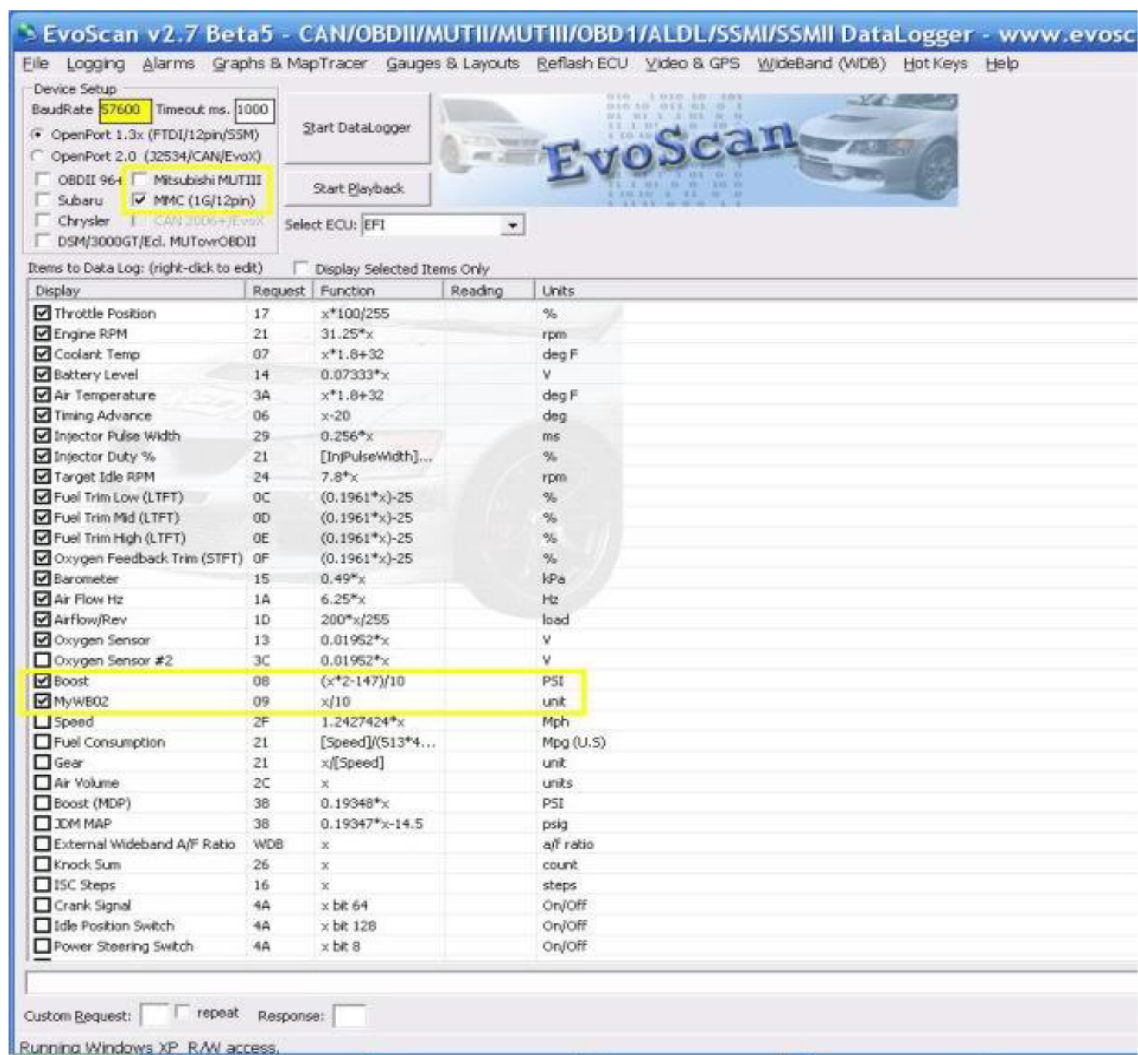 EvoScan v2.7 Beta5 - CAN/OBDII/MUTII/MUTIII/OBD1/ALDL/SSMI/SSMII DataLogger - www.evosc
File Logging Alarms Graphs & MapTracer Gauges & Layouts Reflash ECU Video & GPS WideBand (WDB) Hot Keys Help
Device Setup
BaudRate 57600 Timeout ms. 1000
OpenPort 1.3x (FTDI/12pin/SSM)
OpenPort 2.0 (J2534/CAN/EvoX)
OBDII 964 Mitsubishi MUTIII
Subaru MMC (1G/12pin)
Chrysler CAN 2006+/EvoX
DSM/3000GT/Ecl. MUTovrOBDII
Start DataLogger
Start Playback
EvoScan
Select ECU: EFI
Items to Data Log: (right-click to edit) Display Selected Items Only
Display Request Function Reading Units
Throttle Position 17 x*100/255 %
Engine RPM 21 31.25*x rpm
Coolant Temp 07 x*1.8+32 deg F
Battery Level 14 0.07333*x V
Air Temperature 3A x*1.8+32 deg F
Timing Advance 06 x-20 deg
Injector Pulse Width 29 0.256*x ms
Injector Duty % 21 [InjPulseWidth]... %
Target Idle RPM 24 7.8*x rpm
Fuel Trim Low (LTFT) 0C (0.1961*x)-25 %
Fuel Trim Mid (LTFT) 0D (0.1961*x)-25 %
Fuel Trim High (LTFT) 0E (0.1961*x)-25 %
Oxygen Feedback Trim (STFT) 0F (0.1961*x)-25 %
Barometer 15 0.49*x kPa
Air Flow Hz 1A 6.25*x Hz
Airflow/Rev 1D 200*x/255 load
Oxygen Sensor 13 0.01952*x V
Oxygen Sensor #2 3C 0.01952*x V
Boost 08 (x*2-147)/10 PSI
MyWBO2 09 x/10 unit
Speed 2F 1.2427424*x Mph
Fuel Consumption 21 [Speed]/(513*4... Mpg (U.S)
Gear 21 x/[Speed] unit
Air Volume 2C x units
Boost (MDP) 38 0.19348*x PSI
JDM MAP 38 0.19347*x-14.5 psig
External Wideband A/F Ratio WDB x a/f ratio
Knock Sum 26 x count
ISC Steps 16 x steps
Crank Signal 4A x bit 64 On/Off
Idle Position Switch 4A x bit 128 On/Off
Power Steering Switch 4A x bit 8 On/Off
Custom Request: repeat Response:
Running Windows XP R/W access.